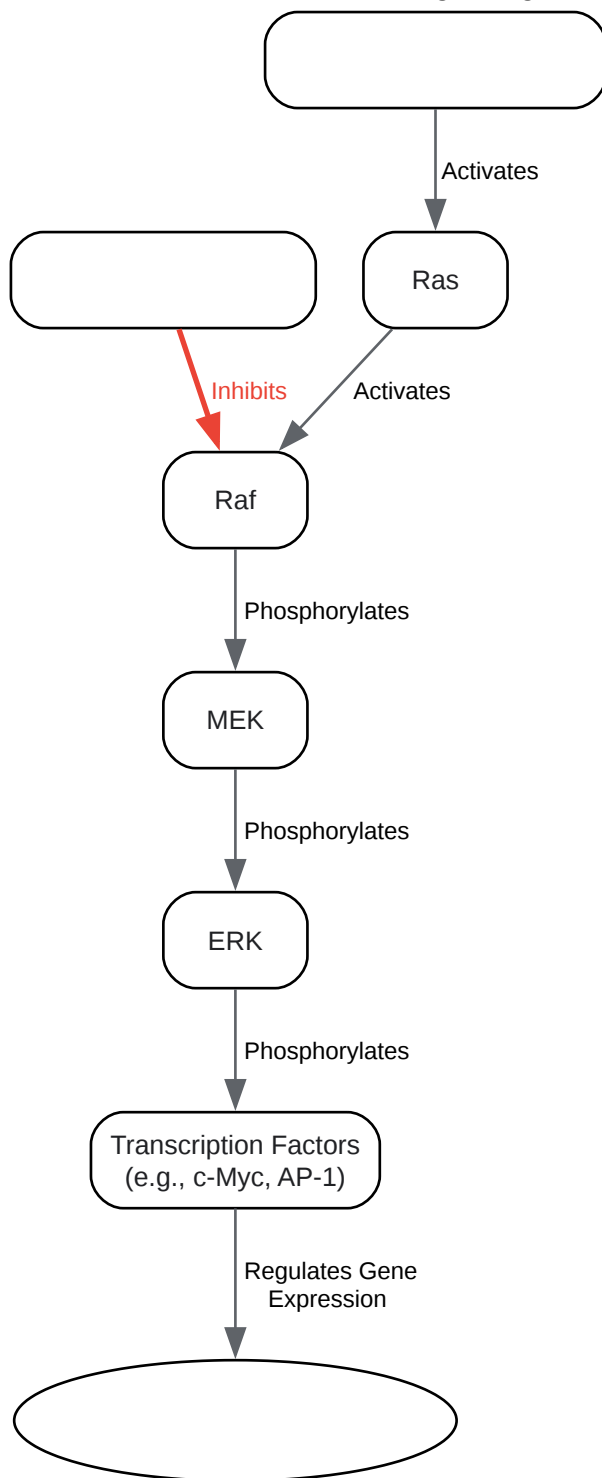 Activates
Ras
Inhibits
Activates
Raf
Phosphorylates
MEK
Phosphorylates
ERK
Phosphorylates
Transcription Factors
(e.g., c-Myc, AP-1)
Regulates Gene
Expression